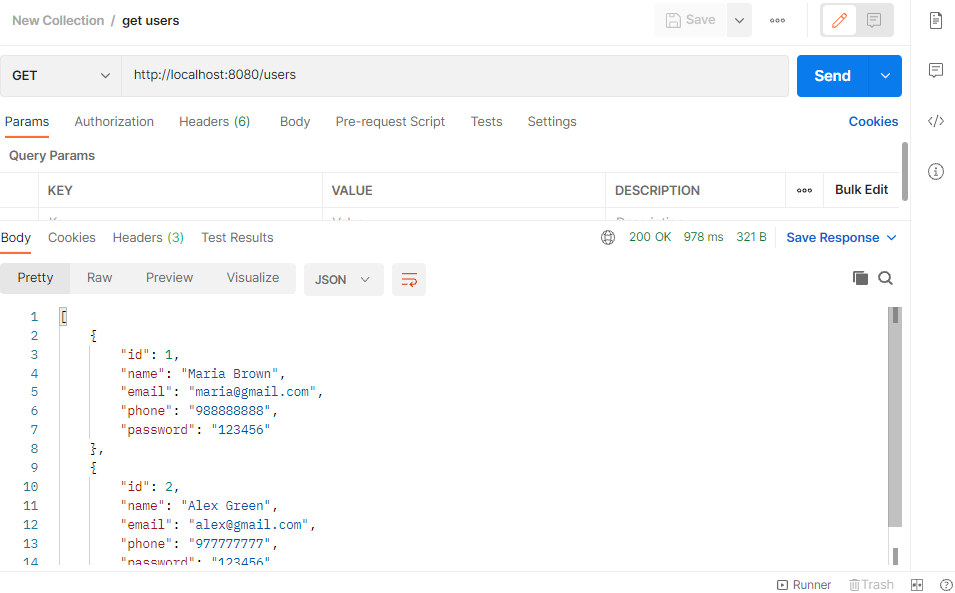 New Collection / get users
Save
GET http://localhost:8080/users Send
Params Authorization Headers (6) Body Pre-request Script Tests Settings Cookies
Query Params
KEY VALUE DESCRIPTION Bulk Edit
Body Cookies Headers (3) Test Results 200 OK 978 ms 321 B Save Response
Pretty Raw Preview Visualize JSON
1 [
2 {
3 "id": 1,
4 "name": "Maria Brown",
5 "email": "maria@gmail.com",
6 "phone": "988888888",
7 "password": "123456"
8 },
9 {
10 "id": 2,
11 "name": "Alex Green",
12 "email": "alex@gmail.com",
13 "phone": "977777777",
14 "password": "123456"
Runner Trash